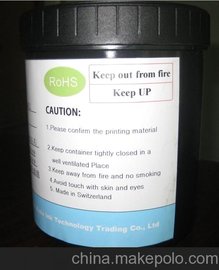 RoHS
Keep out from fire
Keep UP
CAUTION:
1.Please confirm the printing material
2.Keep container tightly closed in a
well ventilated Place
3.Keep away from fire and no smoking
4.Avoid touch with skin and eyes
5. Made in Switzerland
Ink Technology Trading Co., Ltd
china.makepolo.com